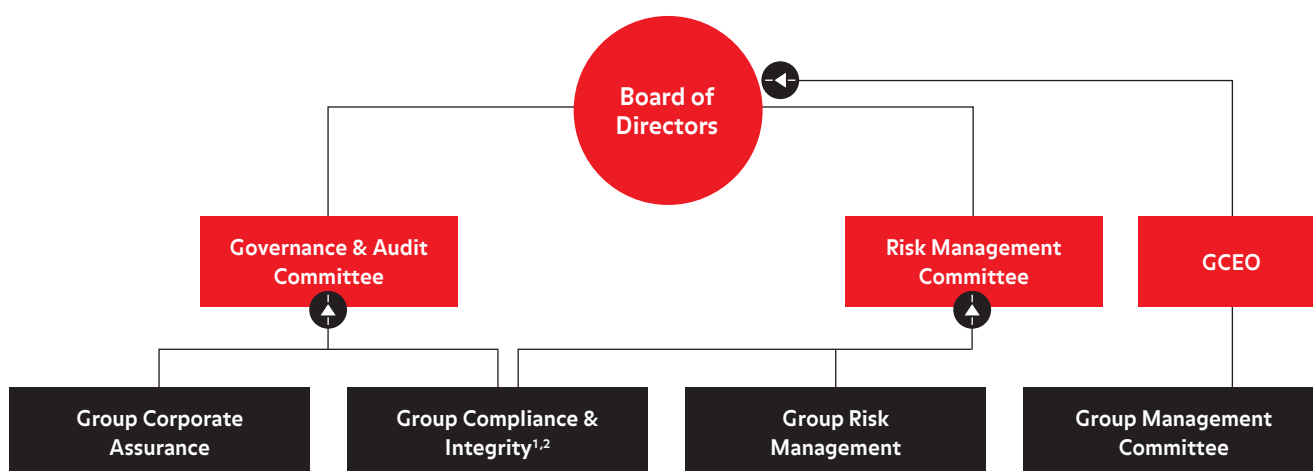 Board of
Directors
Governance & Audit
Committee
Risk Management
Committee
GCEO
Group Corporate
Assurance
Group Compliance &
Integrity¹,²
Group Risk
Management
Group Management
Committee